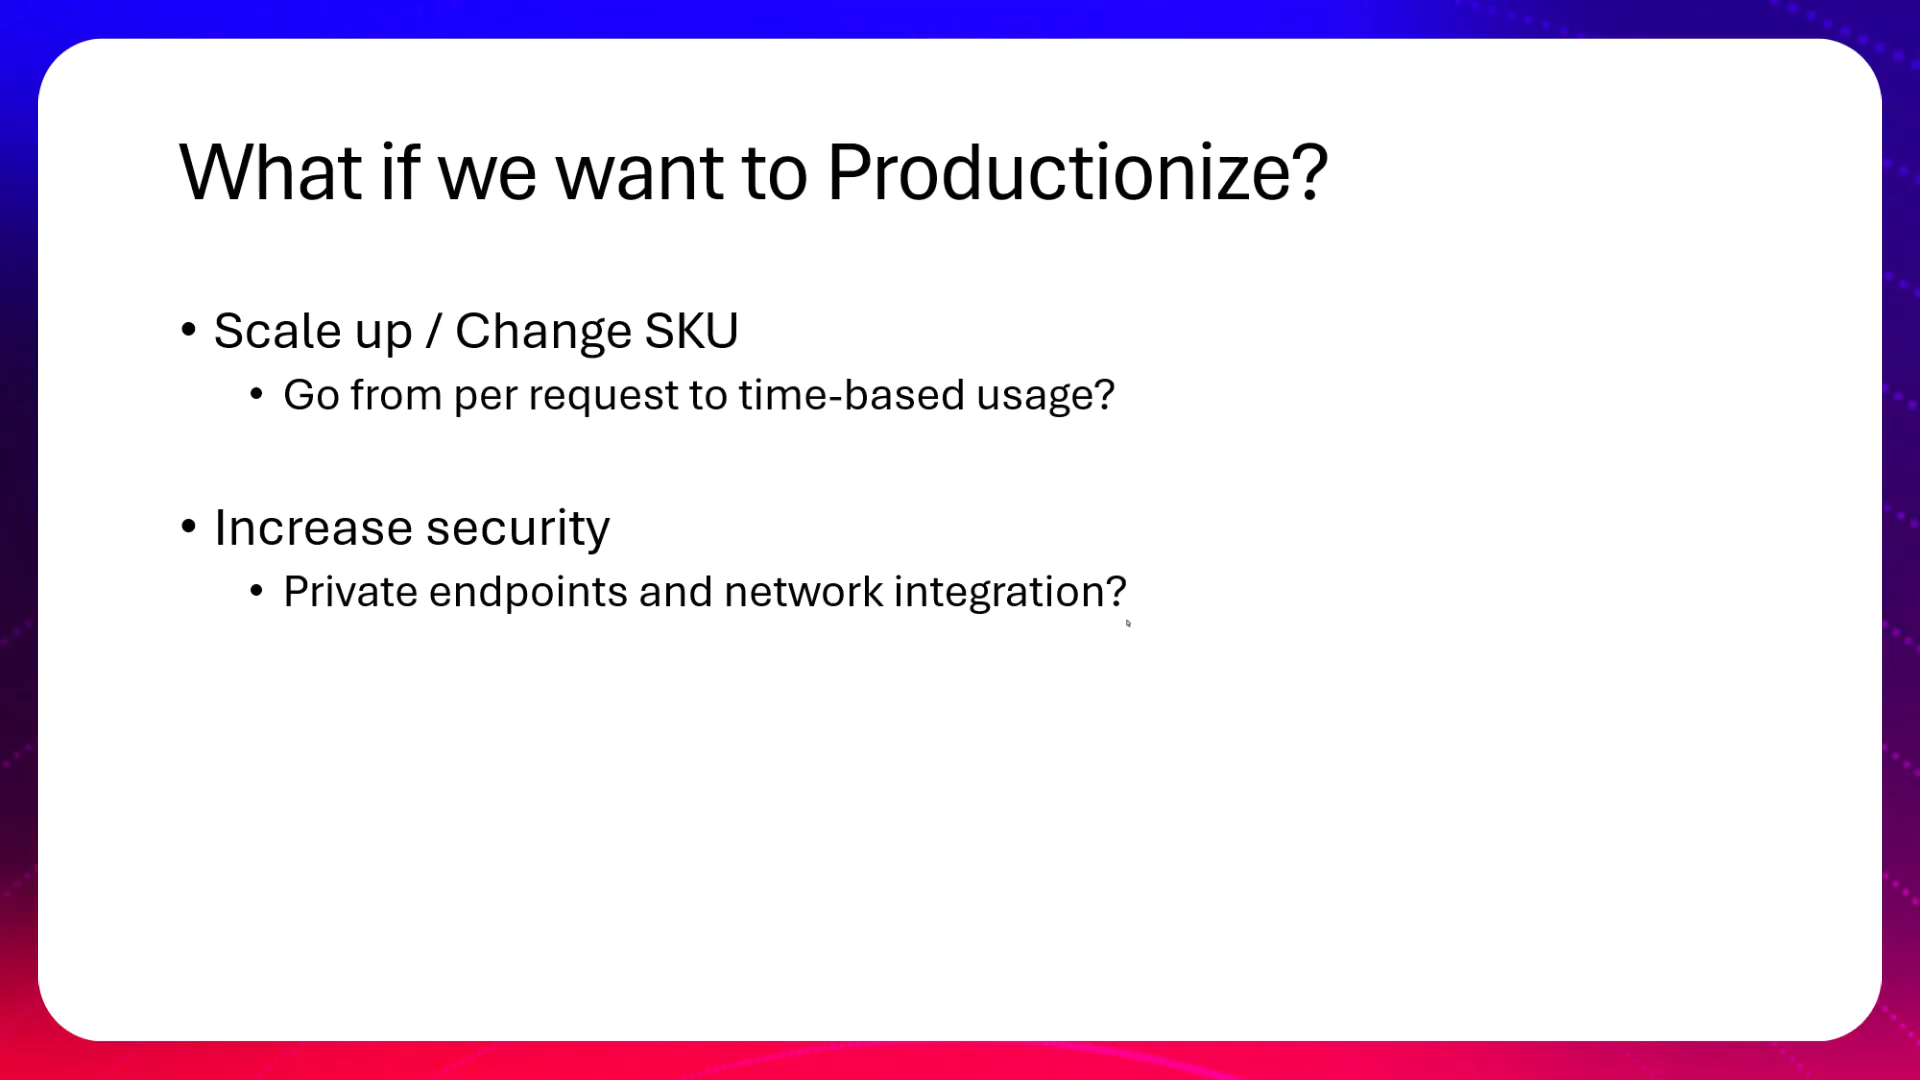 What if we want to Productionize?
• Scale up / Change SKU
• Go from per request to time-based usage?
• Increase security
• Private endpoints and network integration?